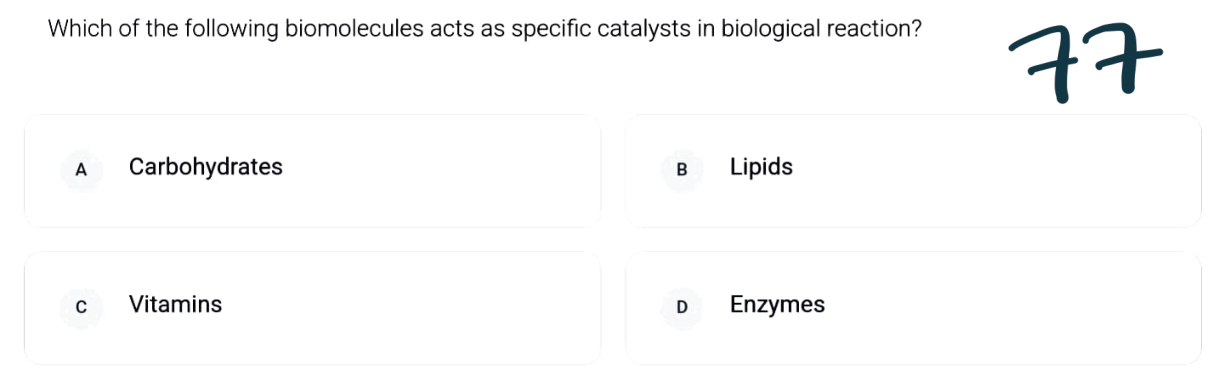 Which of the following biomolecules acts as specific catalysts in biological reaction?
77
A Carbohydrates
B Lipids
C Vitamins
D Enzymes